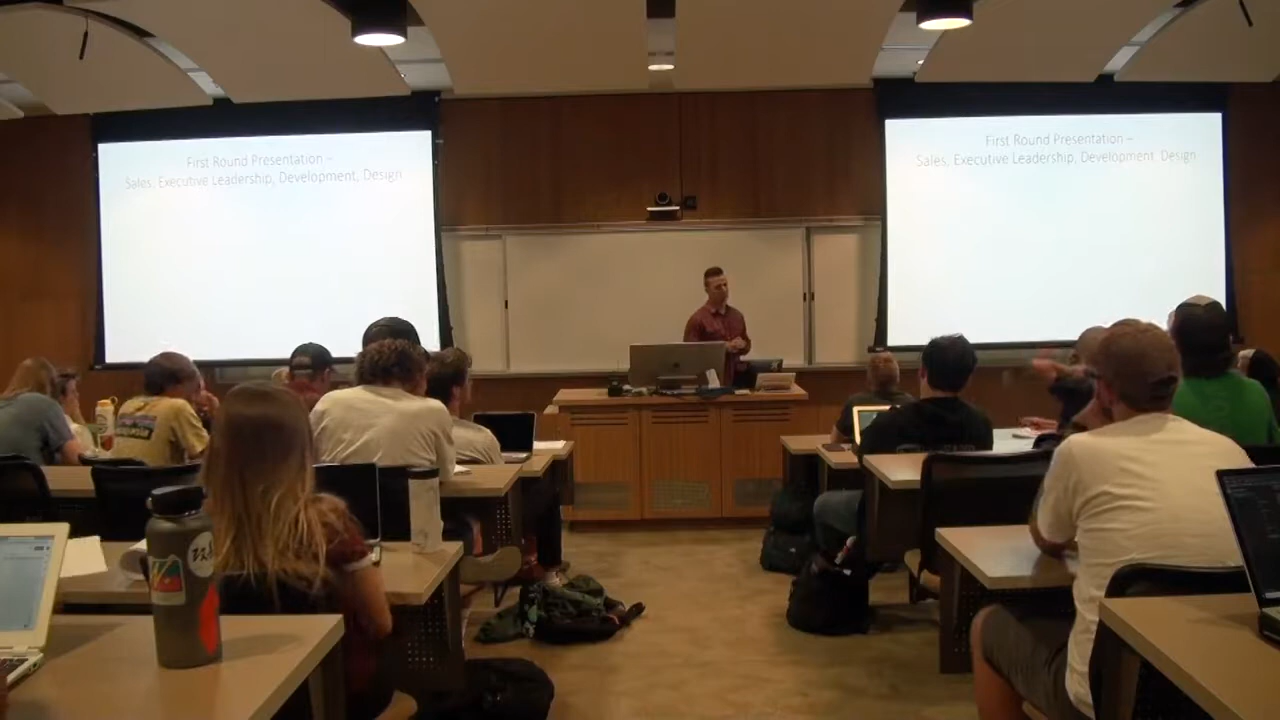 First Round Presentation –
Sales, Executive Leadership, Development, Design
First Round Presentation –
Sales, Executive Leadership, Development, Design